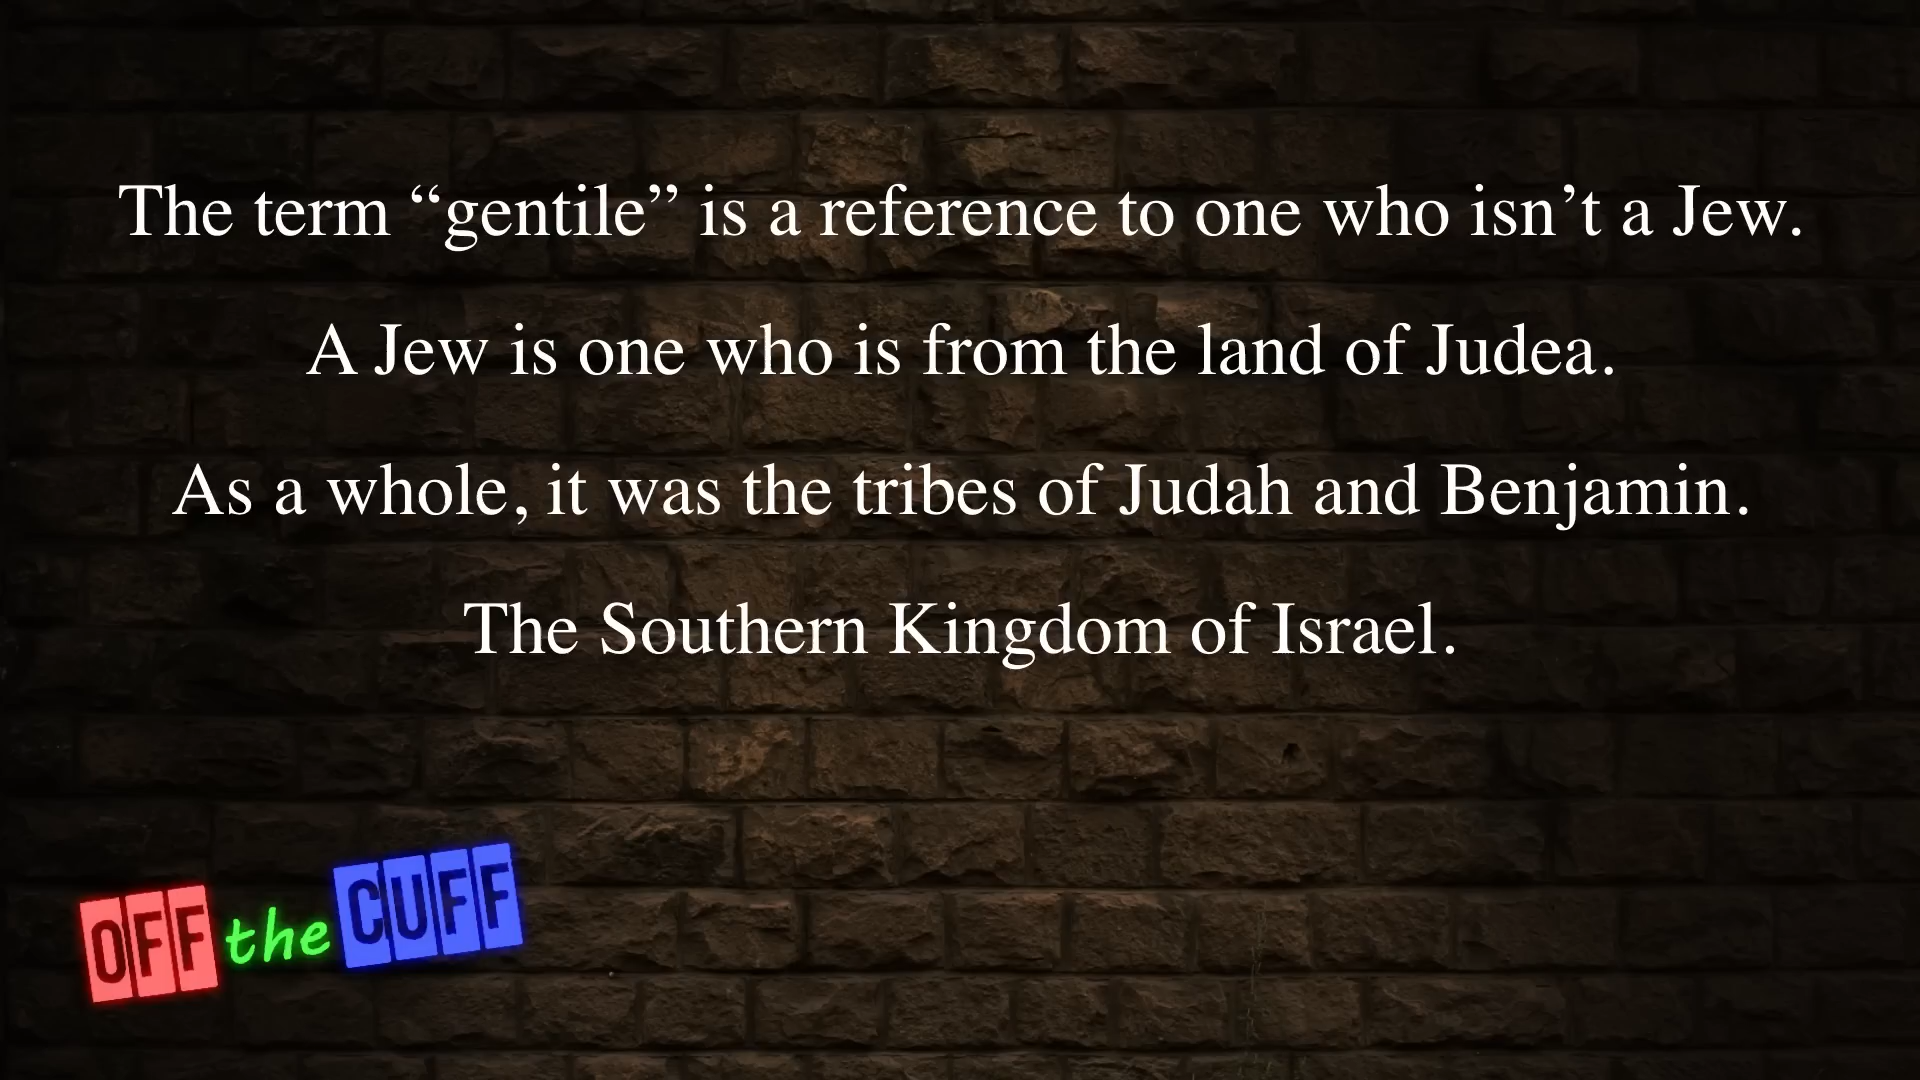 The term “gentile” is a reference to one who isn’t a Jew.
A Jew is one who is from the land of Judea.
As a whole, it was the tribes of Judah and Benjamin.
The Southern Kingdom of Israel.
OFF the CUFF